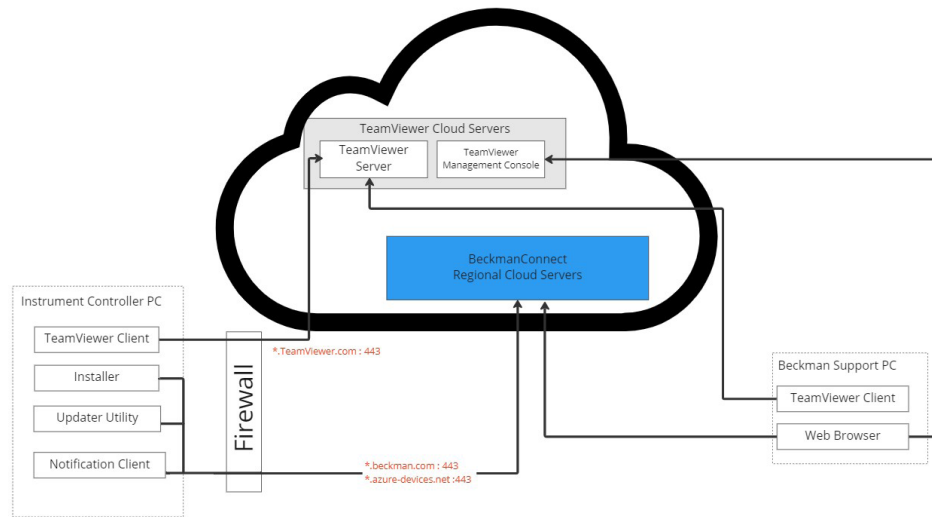 TeamViewer Cloud Servers
TeamViewer
Server
TeamViewer
Management Console
BeckmanConnect
Regional Cloud Servers
Instrument Controller PC
TeamViewer Client
Installer
Updater Utility
Notification Client
Firewall
*.TeamViewer.com : 443
*.beckman.com : 443
*.azure-devices.net :443
Beckman Support PC
TeamViewer Client
Web Browser